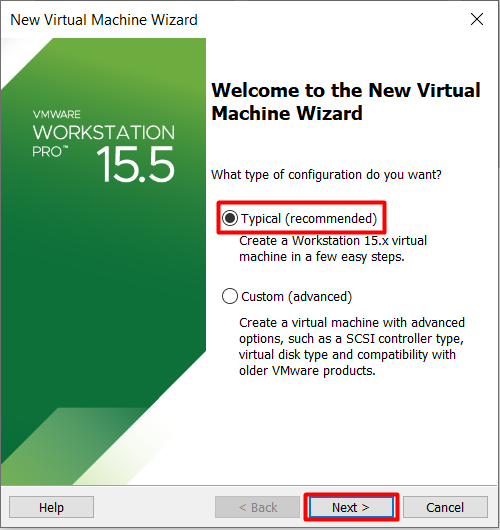 New Virtual Machine Wizard
VMWARE
WORKSTATION
PRO™
15.5
Welcome to the New Virtual
Machine Wizard
What type of configuration do you want?
Typical (recommended)
Create a Workstation 15.x virtual
machine in a few easy steps.
Custom (advanced)
Create a virtual machine with advanced
options, such as a SCSI controller type,
virtual disk type and compatibility with
older VMware products.
Help
< Back
Next >
Cancel